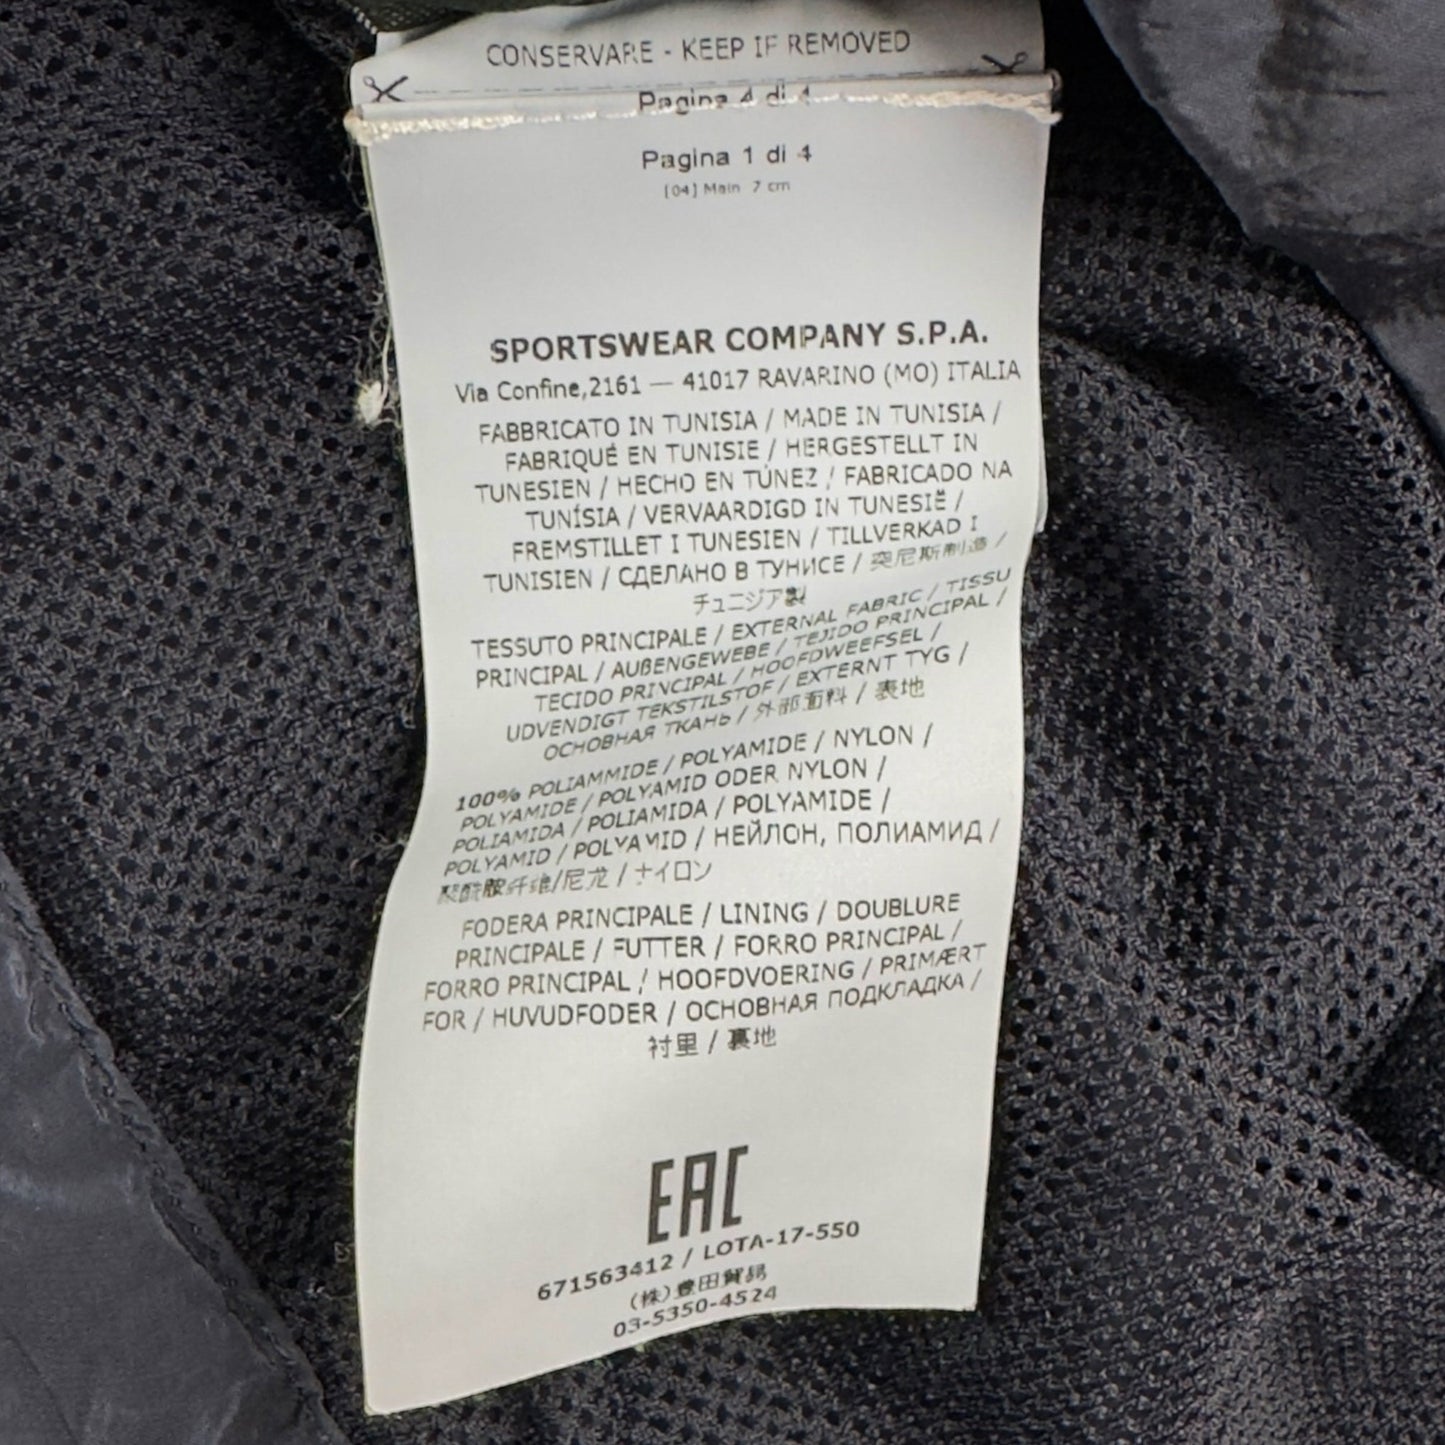 CONSERVARE - KEEP IF REMOVED
Pagina 4 di 4
Pagina 1 di 4
[04] Main 7 cm
SPORTSWEAR COMPANY S.P.A.
Via Confine,2161 — 41017 RAVARINO (MO) ITALIA
FABBRICATO IN TUNISIA / MADE IN TUNISIA /
FABRIQUÉ EN TUNISIE / HERGESTELLT IN
TUNESIEN / HECHO EN TÚNEZ / FABRICADO NA
TUNÍSIA / VERVAARDIGD IN TUNESIË /
FREMSTILLET I TUNESIEN / TILLVERKAD I
TUNISIEN / СДЕЛАНО В ТУНИСЕ / 突尼斯制造 /
チュニジア製
TESSUTO PRINCIPALE / EXTERNAL FABRIC / TISSU
PRINCIPAL / AUßENGEWEBE / TEJIDO PRINCIPAL /
TECIDO PRINCIPAL / HOOFDWEEFSEL /
UDVENDIGT TEKSTILSTOF / EXTERNT TYG /
ОСНОВНАЯ ТКАНЬ / 外部面料 / 表地
100% POLIAMMIDE / POLYAMIDE / NYLON /
POLYAMIDE / POLYAMID ODER NYLON /
POLIAMIDA / POLIAMIDA / POLYAMIDE /
POLYAMID / POLYAMID / НЕЙЛОН, ПОЛИАМИД /
聚酰胺纤维/尼龙 / ナイロン
FODERA PRINCIPALE / LINING / DOUBLURE
PRINCIPALE / FUTTER / FORRO PRINCIPAL /
FORRO PRINCIPAL / HOOFDVOERING / PRIMÆRT
FOR / HUVUDFODER / ОСНОВНАЯ ПОДКЛАДКА /
衬里 / 裏地
EAC
671563412 / LOTA-17-550
(株)豊田貿易
03-5350-4524